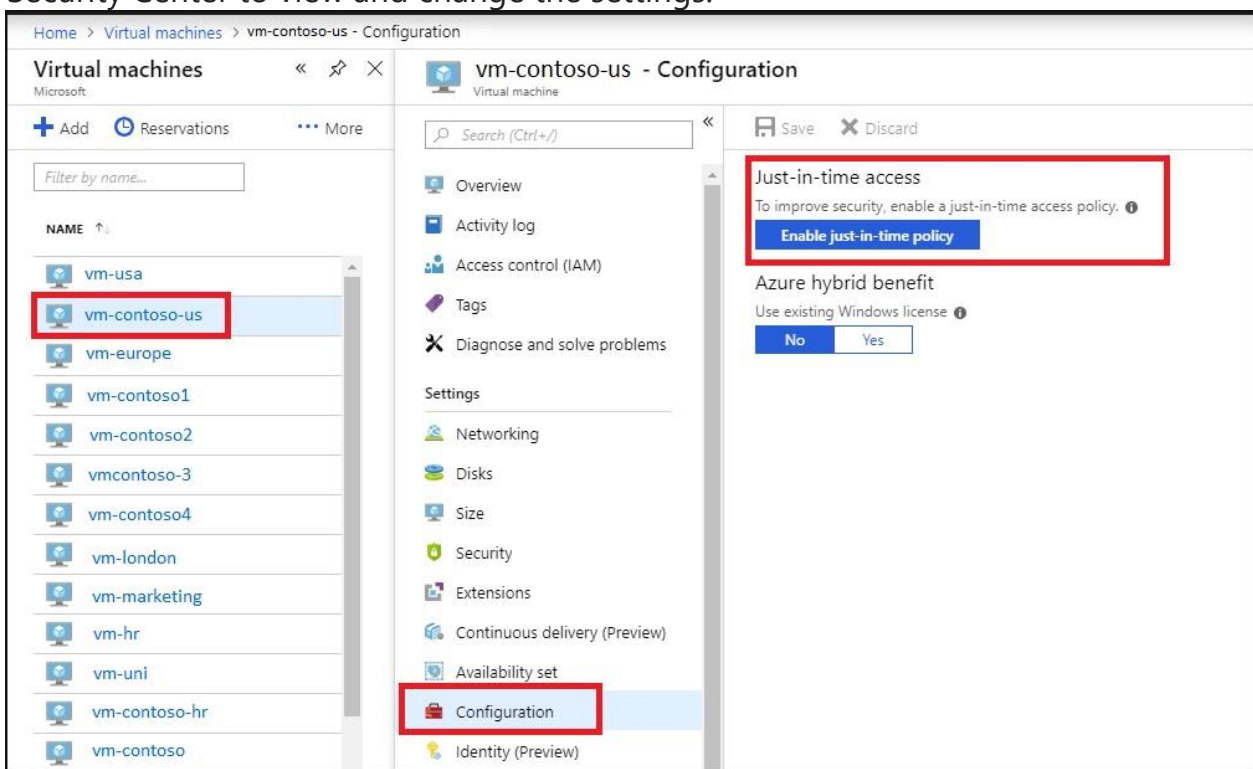 Security Center to view and change the settings.
Home > Virtual machines > vm-contoso-us - Configuration
Virtual machines
Microsoft
Add Reservations ••• More
Filter by name...
NAME
vm-usa
vm-contoso-us
vm-europe
vm-contoso1
vm-contoso2
vmcontoso-3
vm-contoso4
vm-london
vm-marketing
vm-hr
vm-uni
vm-contoso-hr
vm-contoso
vm-contoso-us - Configuration
Virtual machine
Search (Ctrl+/)
Overview
Activity log
Access control (IAM)
Tags
Diagnose and solve problems
Settings
Networking
Disks
Size
Security
Extensions
Continuous delivery (Preview)
Availability set
Configuration
Identity (Preview)
Save Discard
Just-in-time access
To improve security, enable a just-in-time access policy.
Enable just-in-time policy
Azure hybrid benefit
Use existing Windows license
No Yes